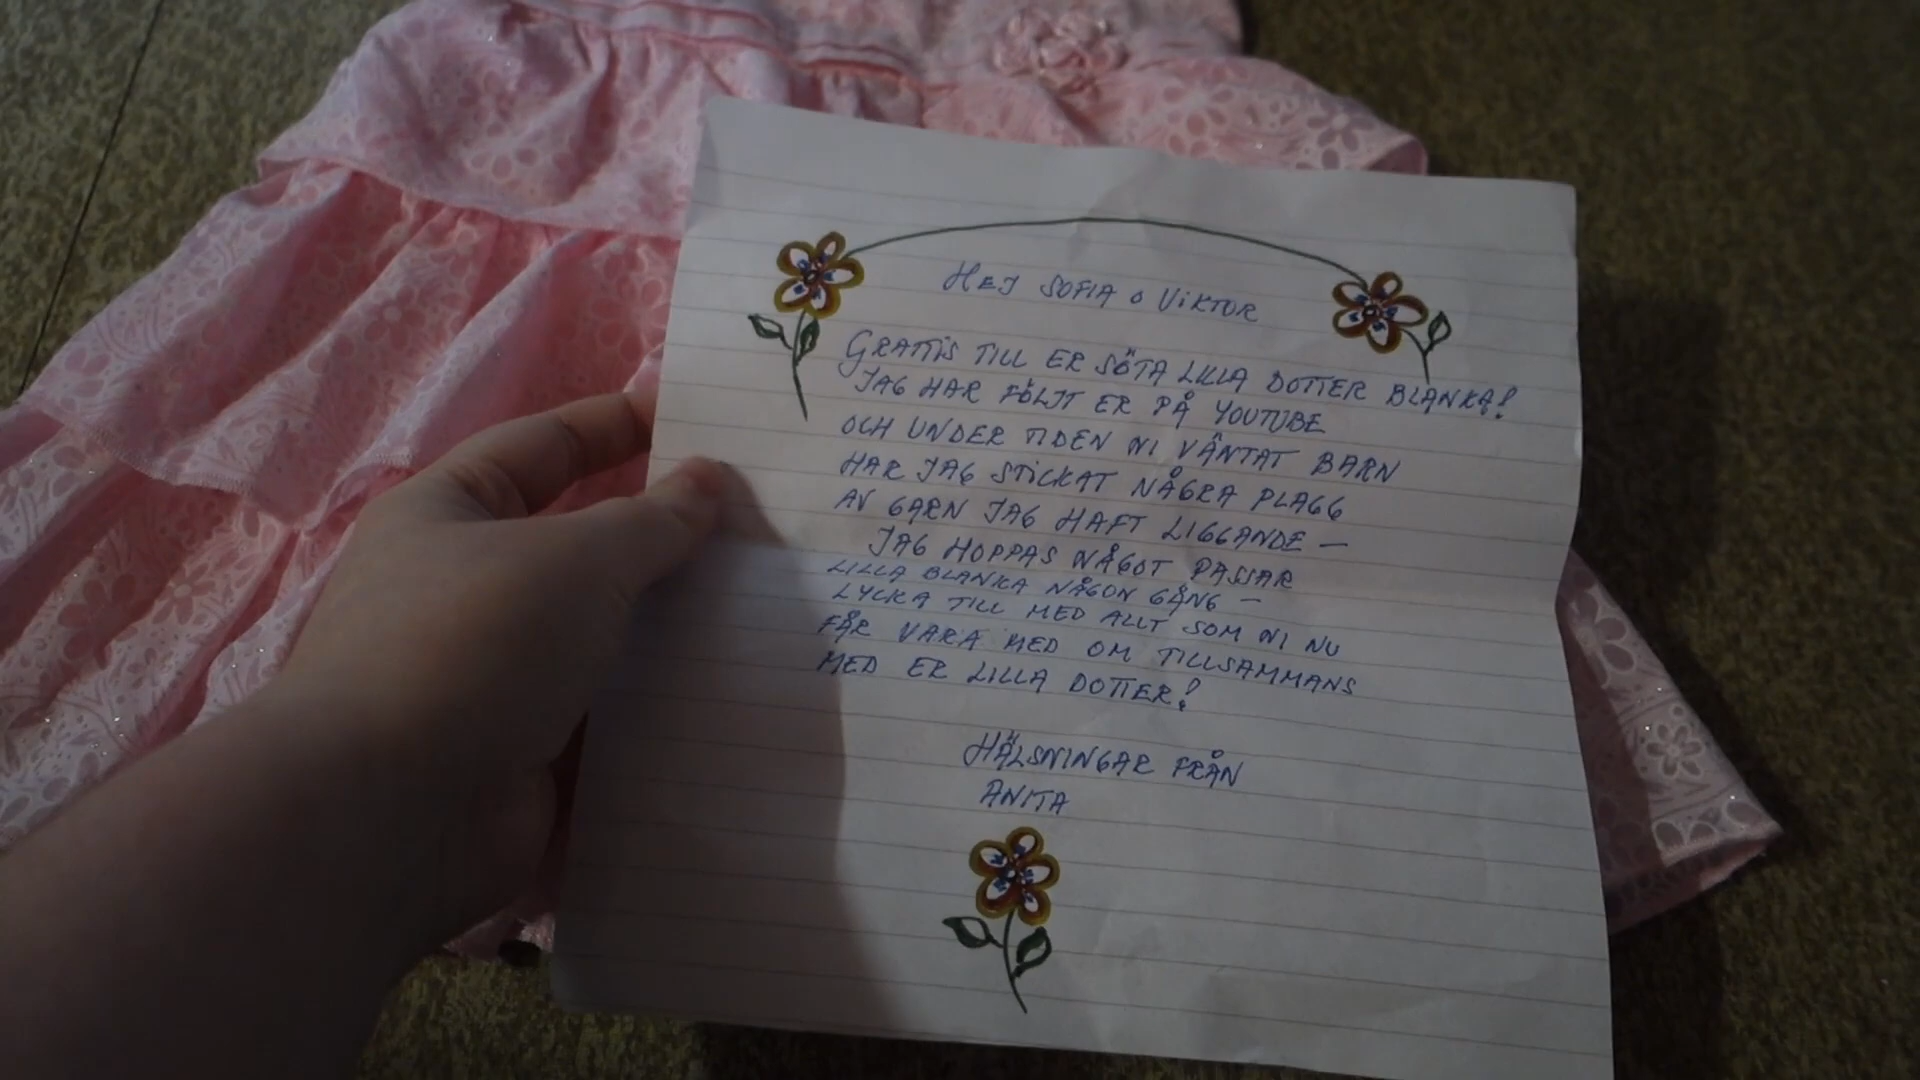 HEJ SOFIA O VIKTOR
GRATTIS TILL ER SÖTA LILLA DOTTER BLANKA!
JAG HAR FÖLJT ER PÅ YOUTUBE
OCH UNDER TIDEN NI VÄNTAT BARN
HAR JAG STICKAT NÅGRA PLAGG
AV GARN JAG HAFT LIGGANDE –
JAG HOPPAS NÅGOT PASSAR
LILLA BLANKA NÅGON GÅNG –
LYCKA TILL MED ALLT SOM NI NU
FÅR VARA MED OM TILLSAMMANS
MED ER LILLA DOTTER!
HÄLSNINGAR FRÅN
ANITA